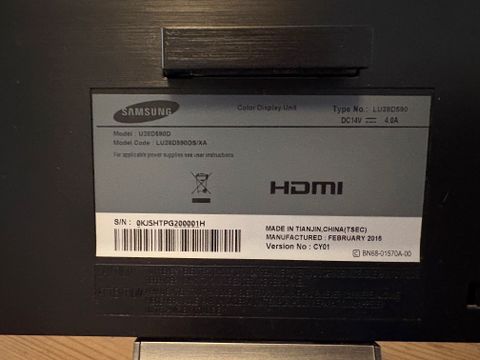 SAMSUNG
Color Display Unit
Type No.: LU28D590
DC14V ⎓ 4.0A
Model : U28D590D
Model Code : LU28D590DS/XA
For applicable power supplies see user instructions.
HDMI
S/N : 0KJSHTPG200001H
MADE IN TIANJIN,CHINA(TSEC)
MANUFACTURED : FEBRUARY 2016
Version No : CY01
© BN68-01570A-00